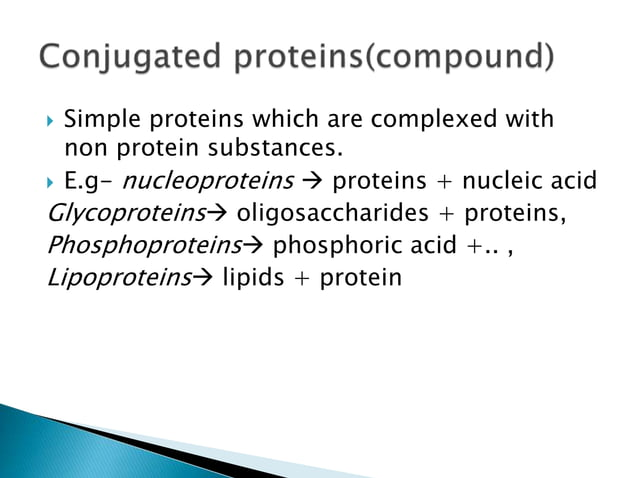 Conjugated proteins(compound)
Simple proteins which are complexed with
non protein substances.
E.g- nucleoproteins → proteins + nucleic acid
Glycoproteins→ oligosaccharides + proteins,
Phosphoproteins→ phosphoric acid +.. ,
Lipoproteins→ lipids + protein